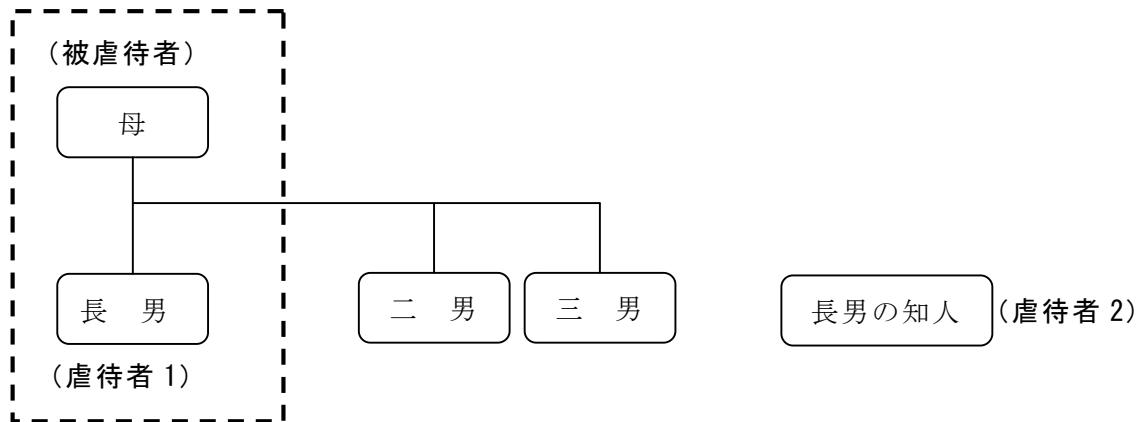 （被虐待者）
母
長　男
二　男
三　男
長男の知人
（虐待者 2）
（虐待者 1）